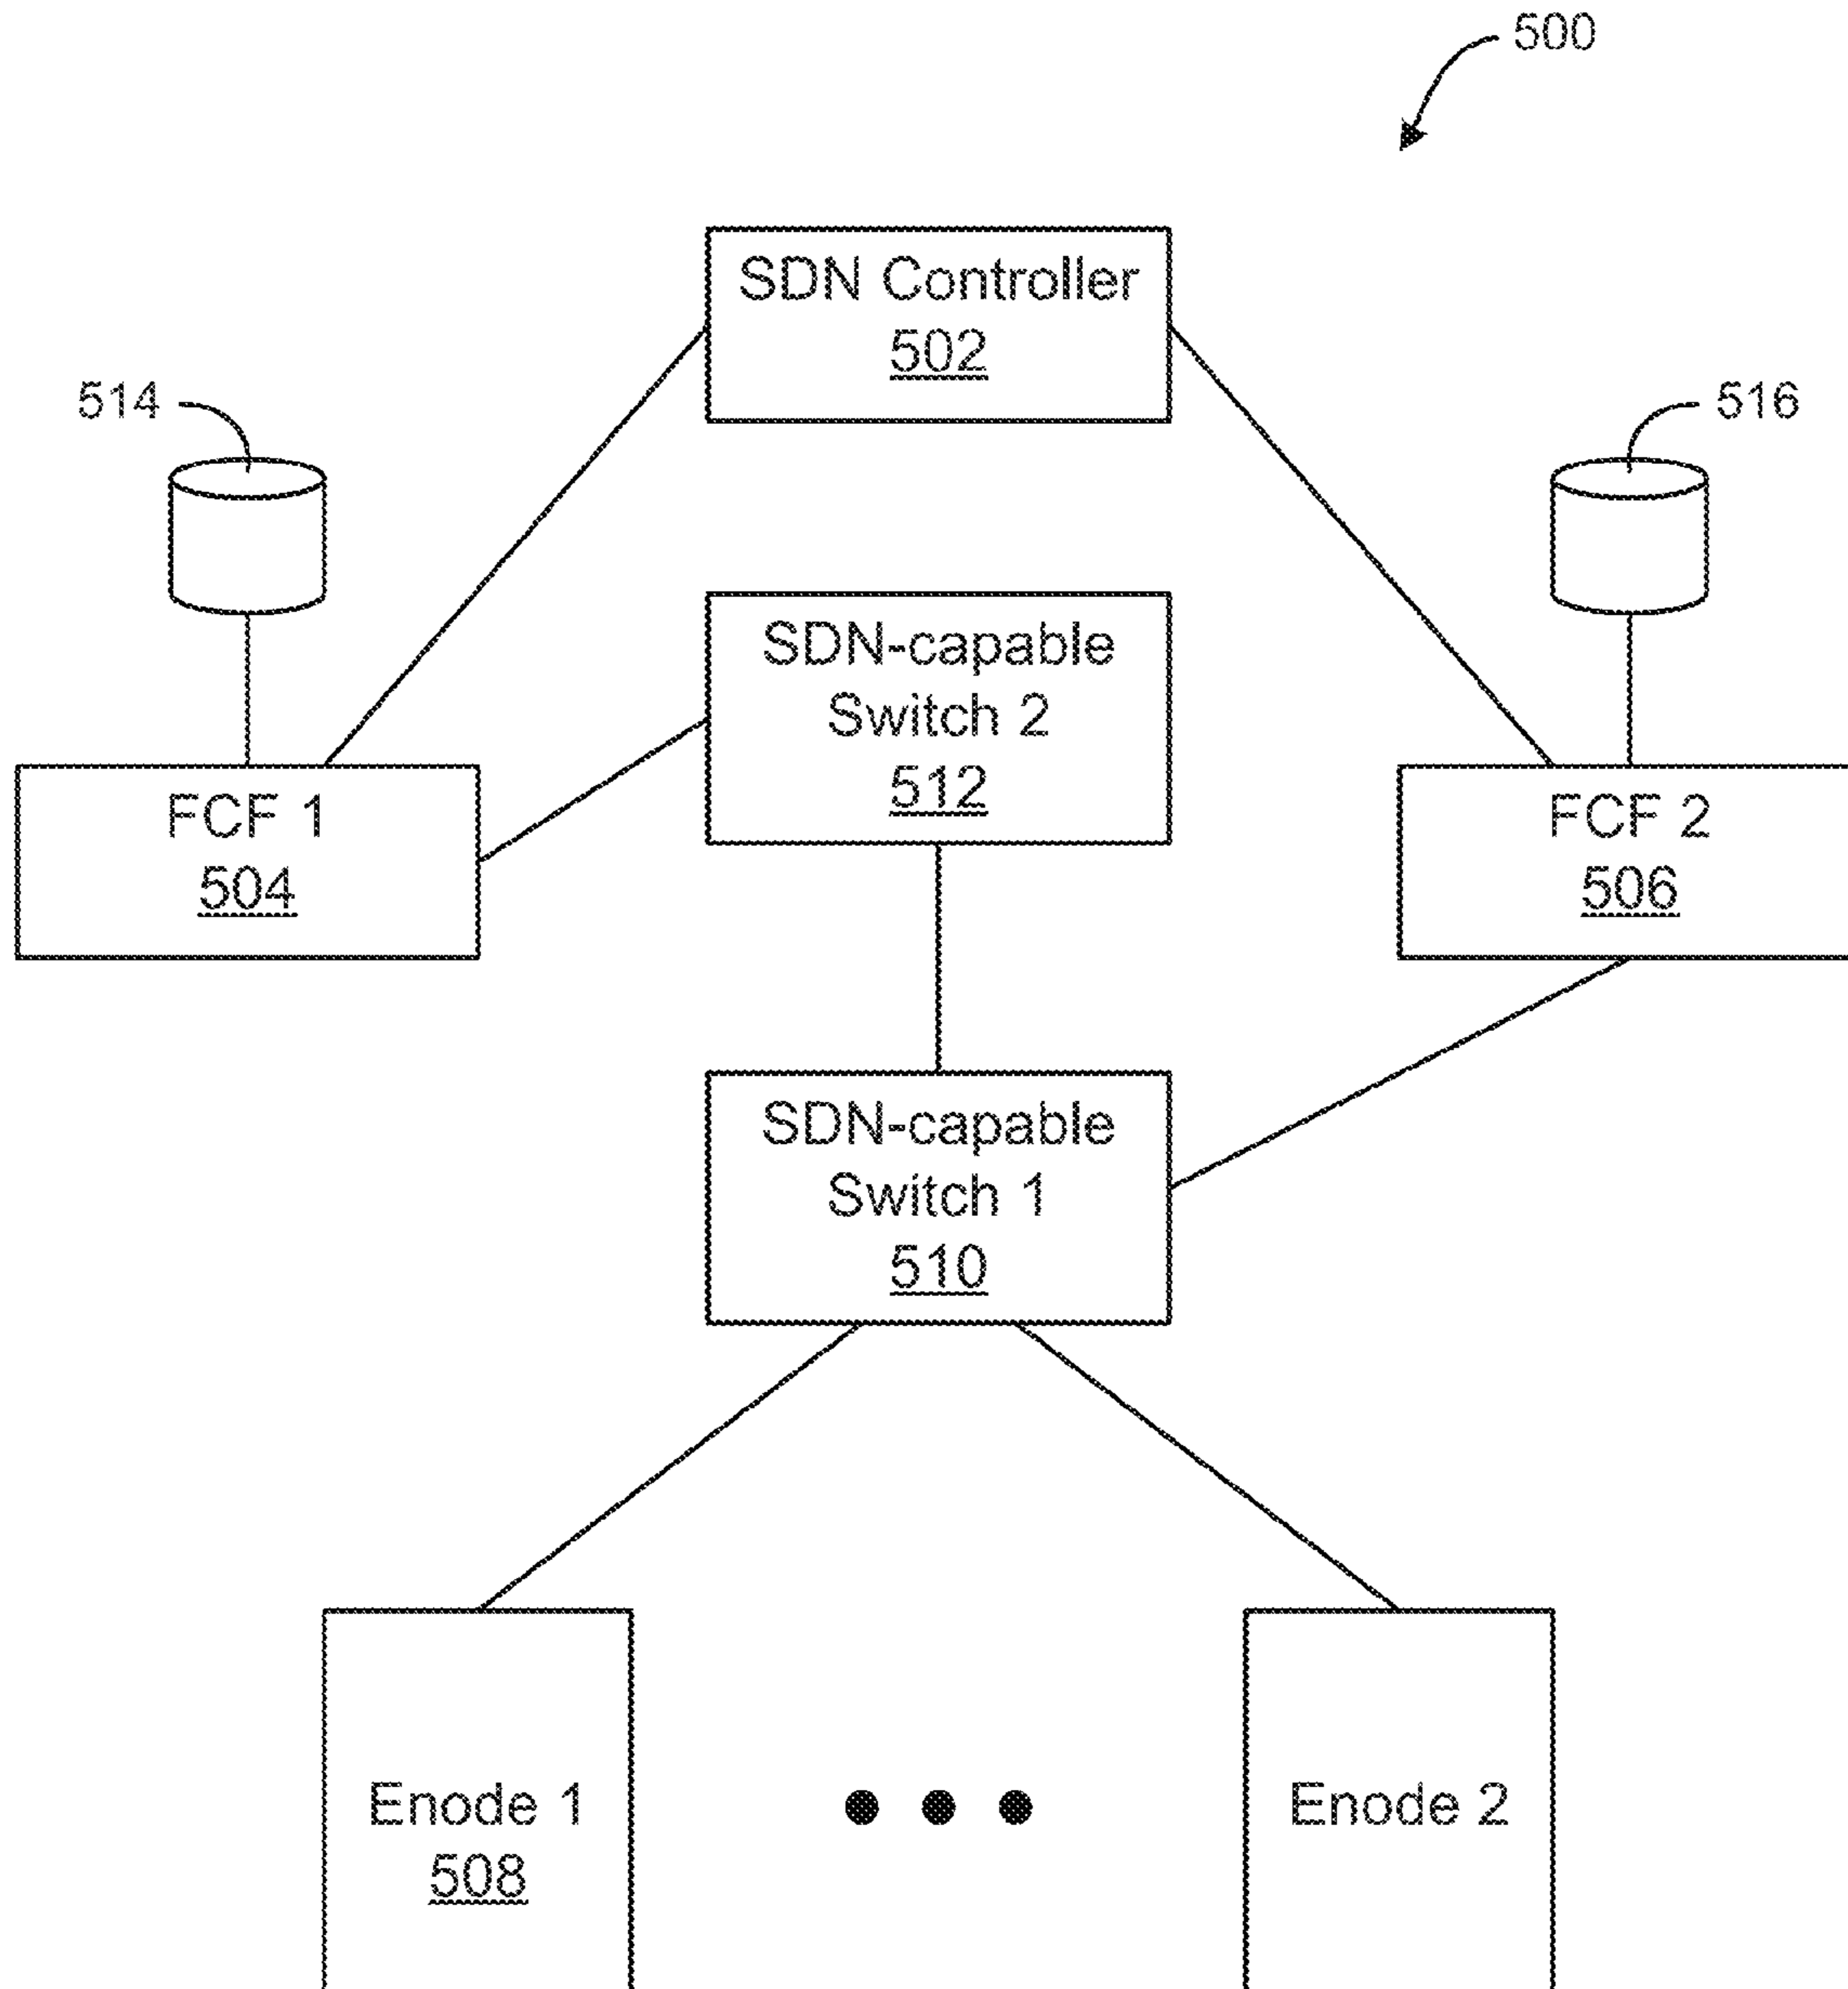 500
SDN Controller
502
514
516
SDN-capable
Switch 2
512
FCF 1
504
FCF 2
506
SDN-capable
Switch 1
510
Enode 1
508
Enode 2